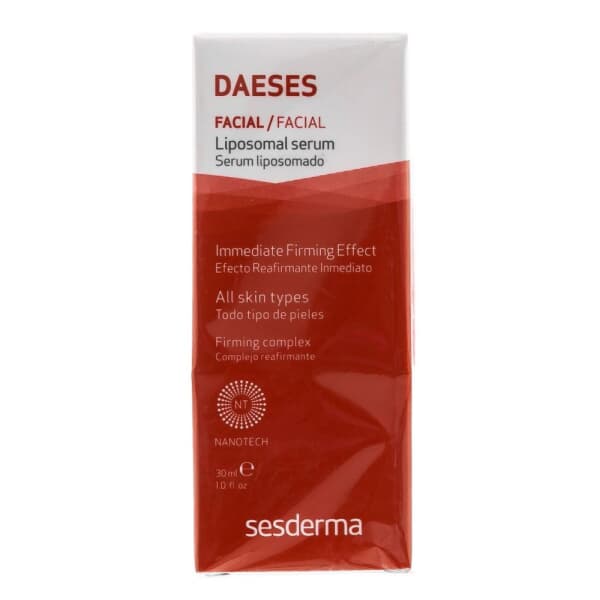 DAESES
FACIAL / FACIAL
Liposomal serum
Serum liposomado
Immediate Firming Effect
Efecto Reafirmante Inmediato
All skin types
Todo tipo de pieles
Firming complex
Complejo reafirmante
NT
NANOTECH
30 ml e
1.0 fl oz
sesderma